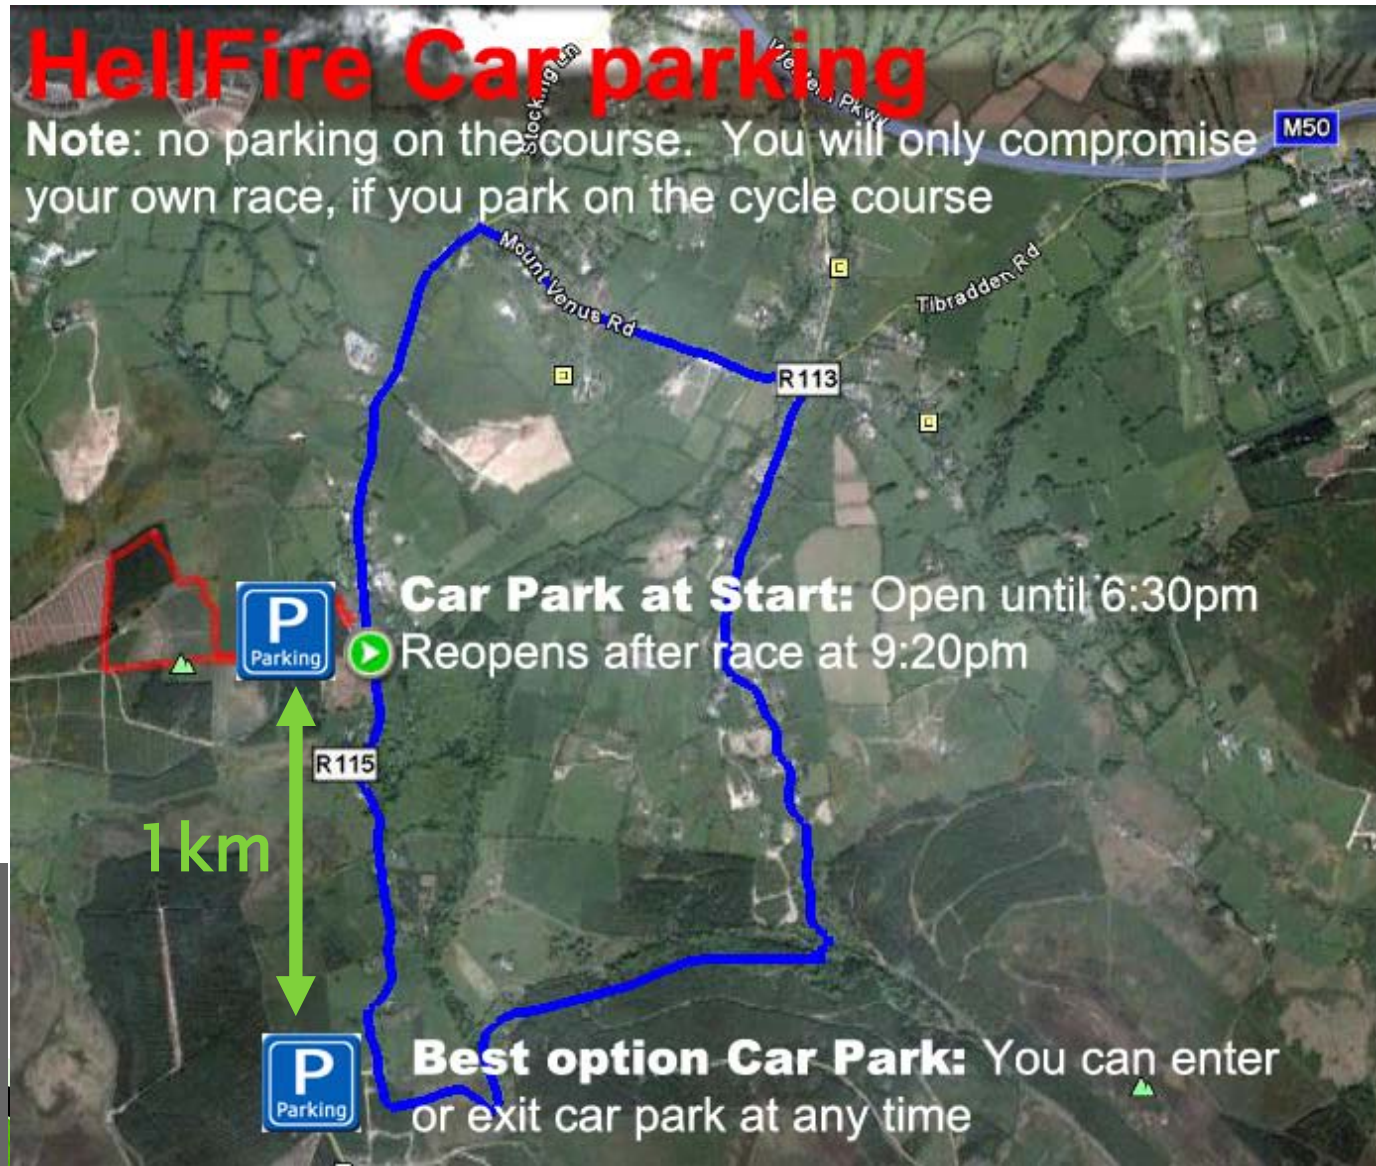 HellFire Car parking
Note: no parking on the course.  You will only compromise
your own race, if you park on the cycle course
Stocking Ln
Western Pkwy
M50
Mount Venus Rd
Tibradden Rd
R113
P
Parking
Car Park at Start: Open until 6:30pm
Reopens after race at 9:20pm
R115
1km
P
Parking
Best option Car Park: You can enter
or exit car park at any time